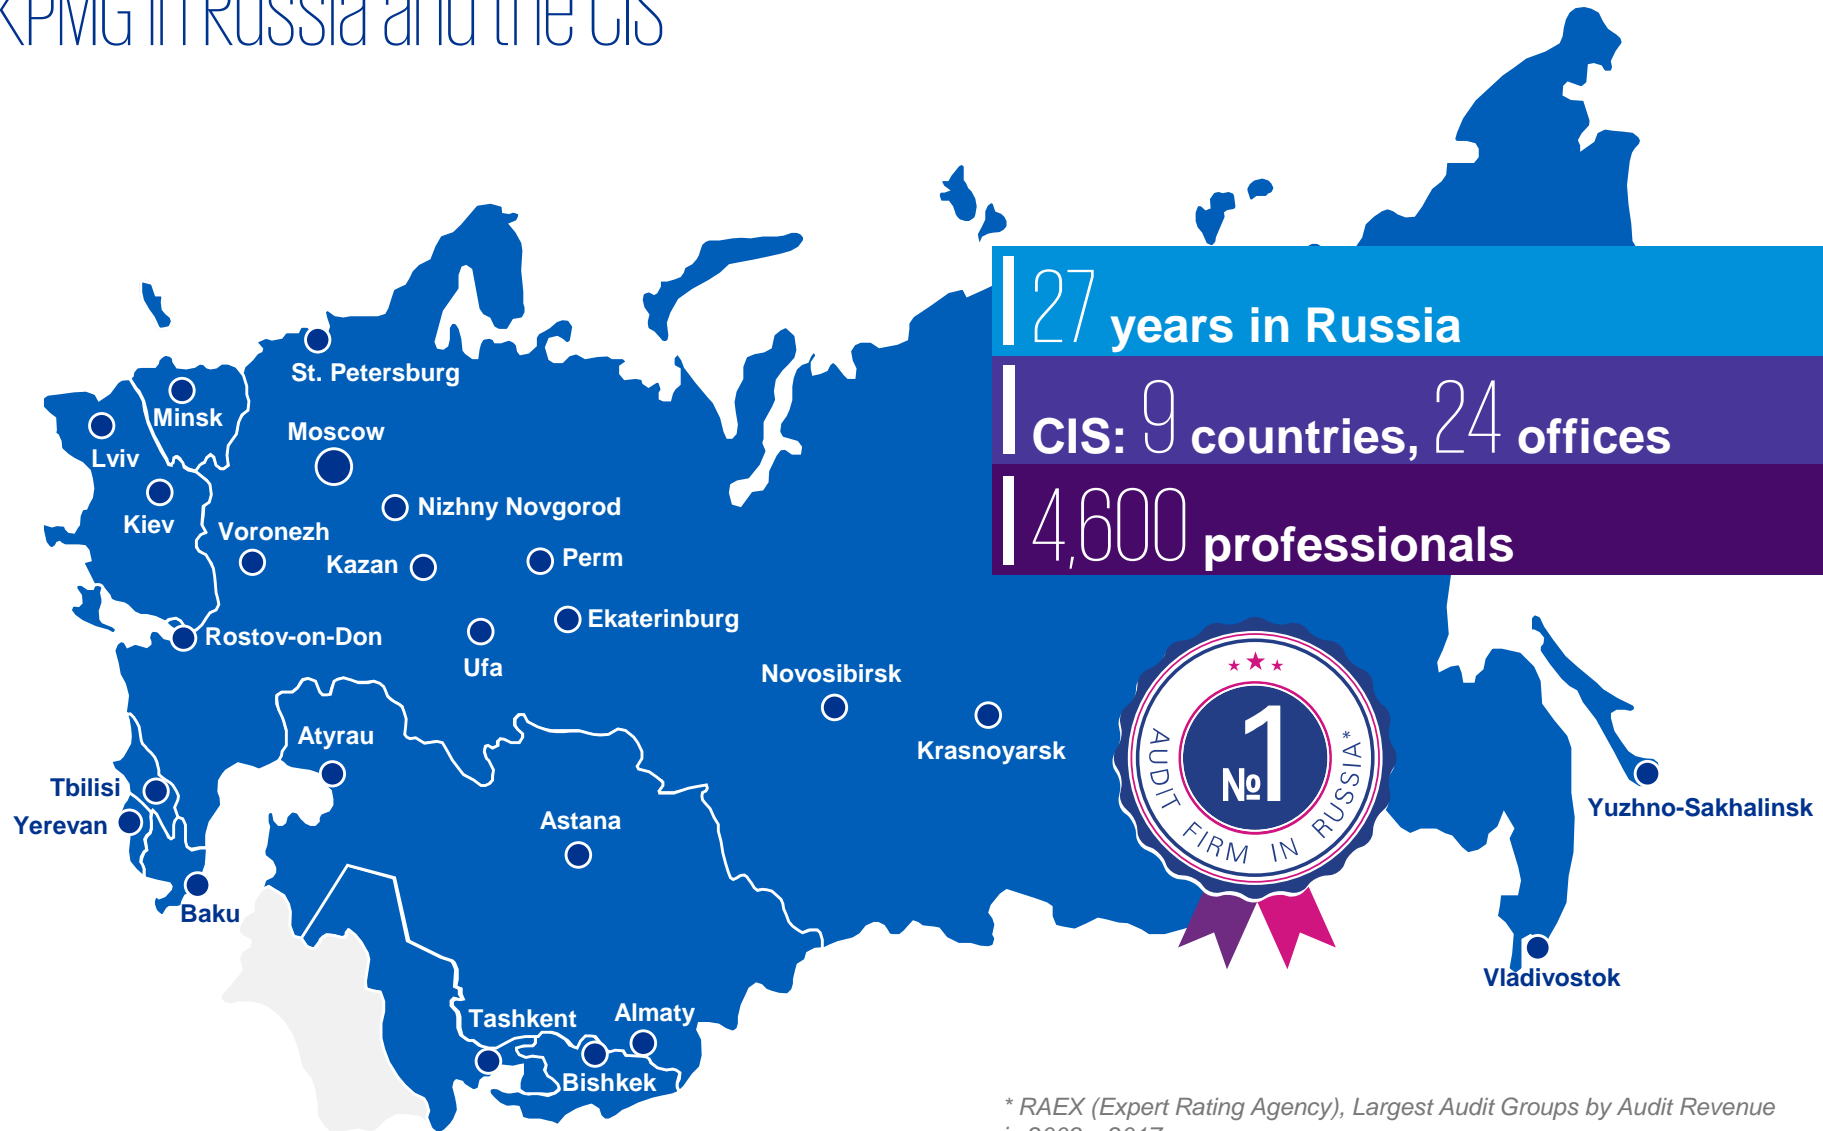 KPMG in Russia and the CIS
27 years in Russia
CIS: 9 countries, 24 offices
4,600 professionals
St. Petersburg
Minsk
Lviv
Moscow
Kiev
Nizhny Novgorod
Voronezh
Kazan
Perm
Ekaterinburg
Rostov-on-Don
Ufa
Novosibirsk
Krasnoyarsk
Atyrau
Tbilisi
Yerevan
Astana
Baku
Tashkent
Almaty
Bishkek
Yuzhno-Sakhalinsk
Vladivostok
№1
AUDIT FIRM IN RUSSIA*
* RAEX (Expert Rating Agency), Largest Audit Groups by Audit Revenue